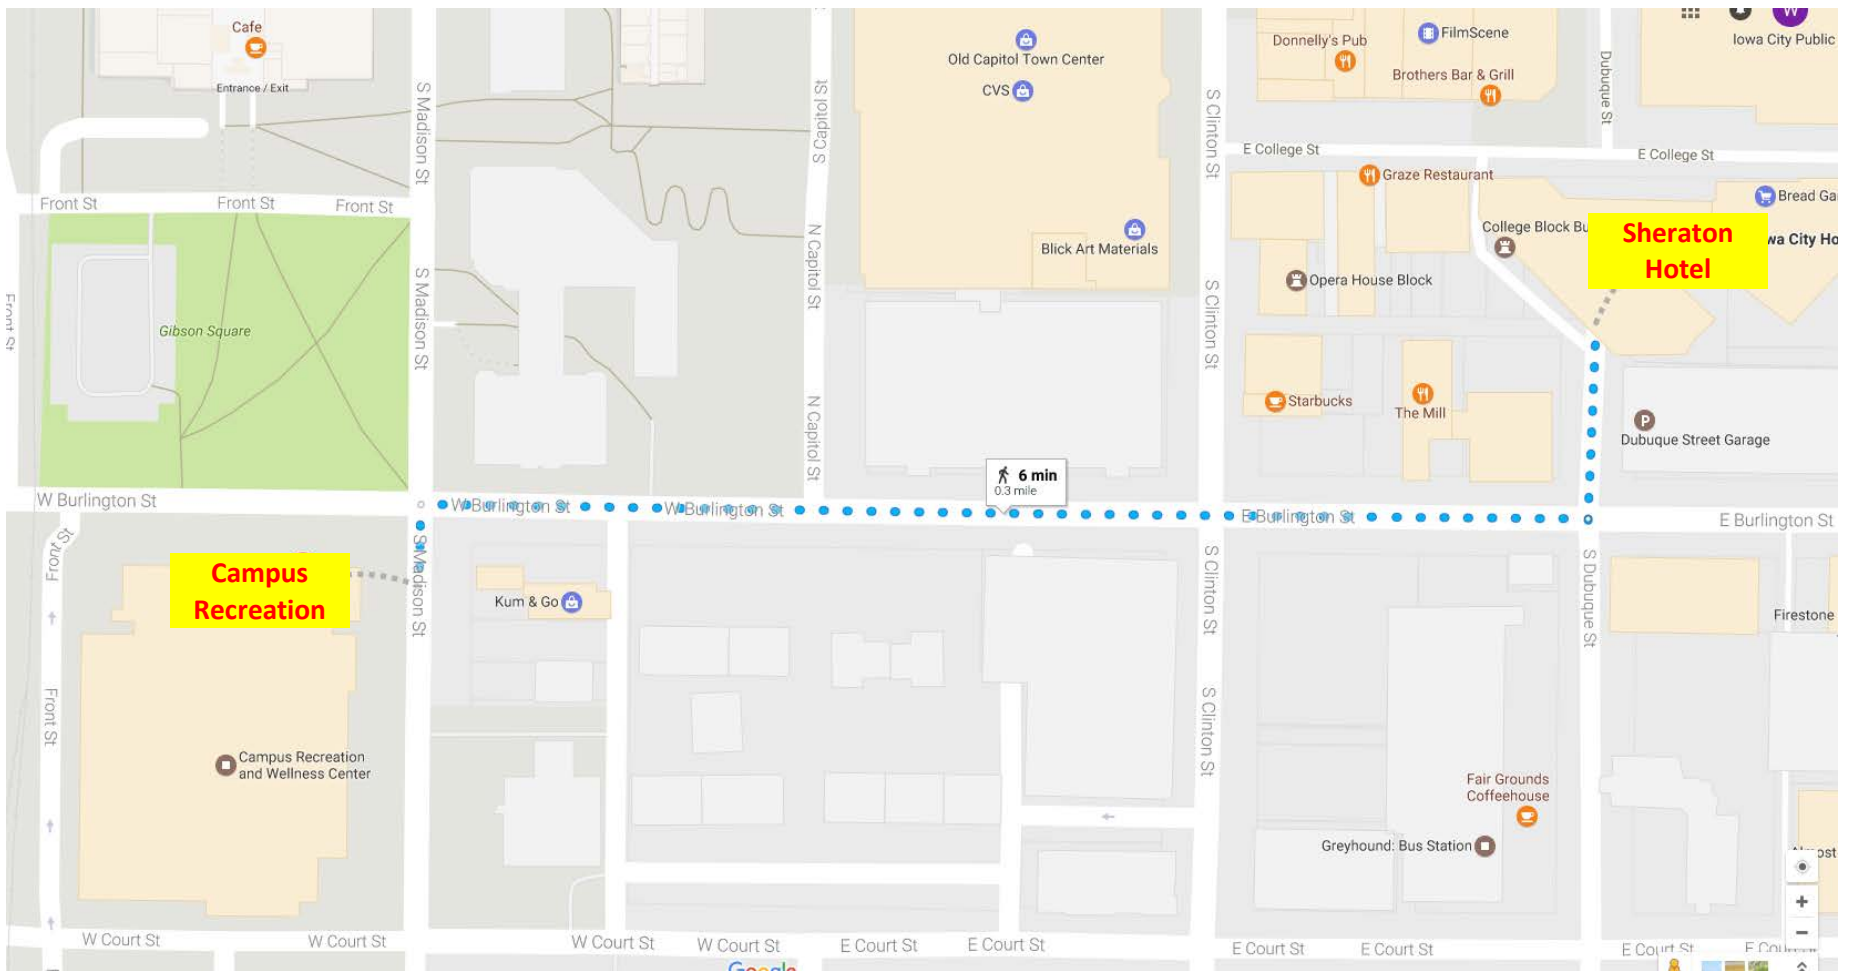 Cafe
Entrance / Exit
S Madison St
Front St
Front St
Front St
Front St
Gibson Square
S Madison St
S Capitol St
N Capitol St
N Capitol St
Old Capitol Town Center
CVS
Blick Art Materials
S Clinton St
S Clinton St
Donnelly's Pub
FilmScene
Brothers Bar & Grill
Dubuque St
W
Iowa City Public
E College St
E College St
Graze Restaurant
Bread Ga
College Block Bu
Sheraton
Hotel
wa City Ho
Opera House Block
Starbucks
The Mill
P
Dubuque Street Garage
6 min
0.3 mile
W Burlington St
W Burlington St
W Burlington St
E Burlington St
E Burlington St
Front St
Campus
Recreation
S Madison St
Kum & Go
S Clinton St
S Dubuque St
Firestone
Front St
S Clinton St
Campus Recreation
and Wellness Center
Fair Grounds
Coffeehouse
Greyhound: Bus Station
W Court St
W Court St
W Court St
W Court St
E Court St
E Court St
E Court St
E Court St
E Court St
Google